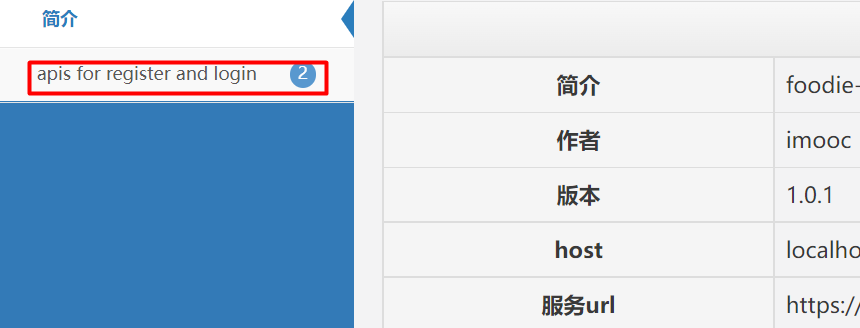 简介
apis for register and login 2
简介 foodie-
作者 imooc
版本 1.0.1
host localho
服务url https://